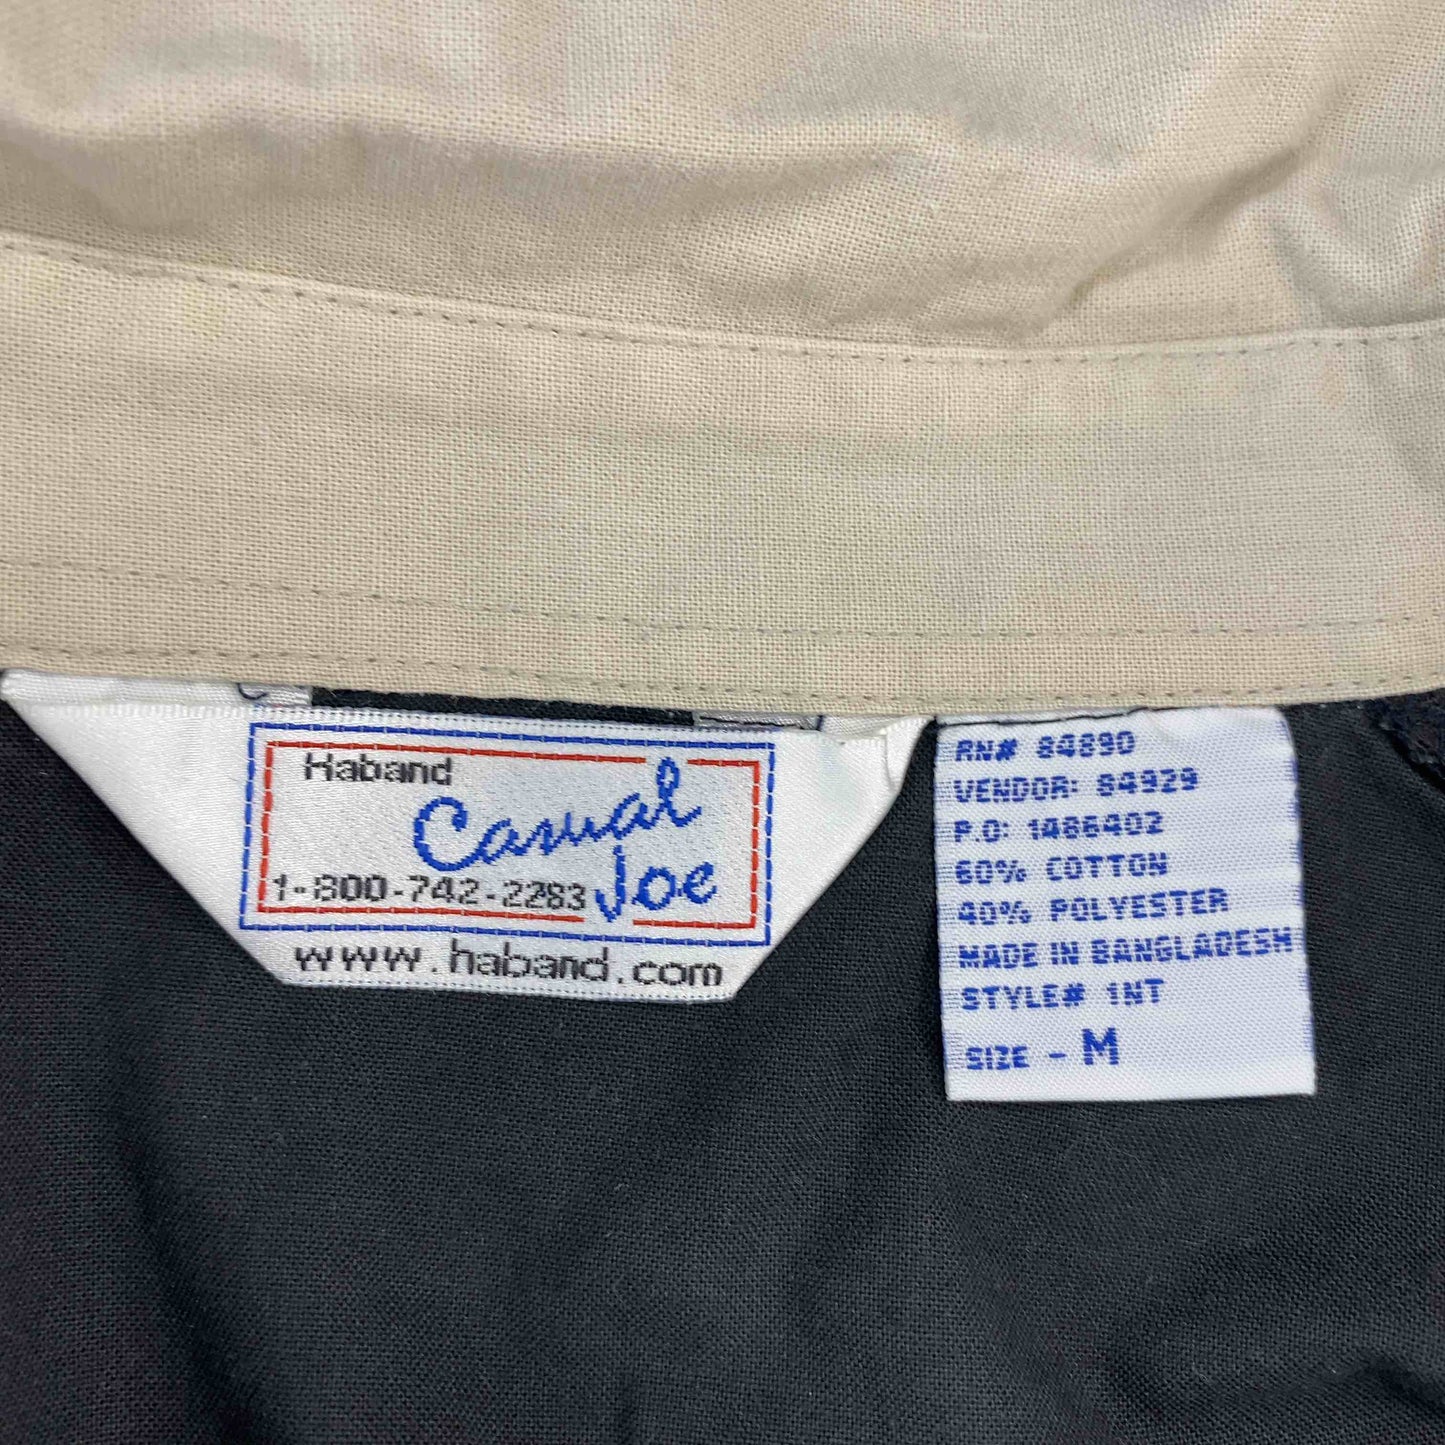 Haband
Casual
Joe
1-800-742-2283
www.haband.com
RN# 84890
VENDOR: 84929
P.O: 1486402
60% COTTON
40% POLYESTER
MADE IN BANGLADESH
STYLE# 1NT
SIZE - M